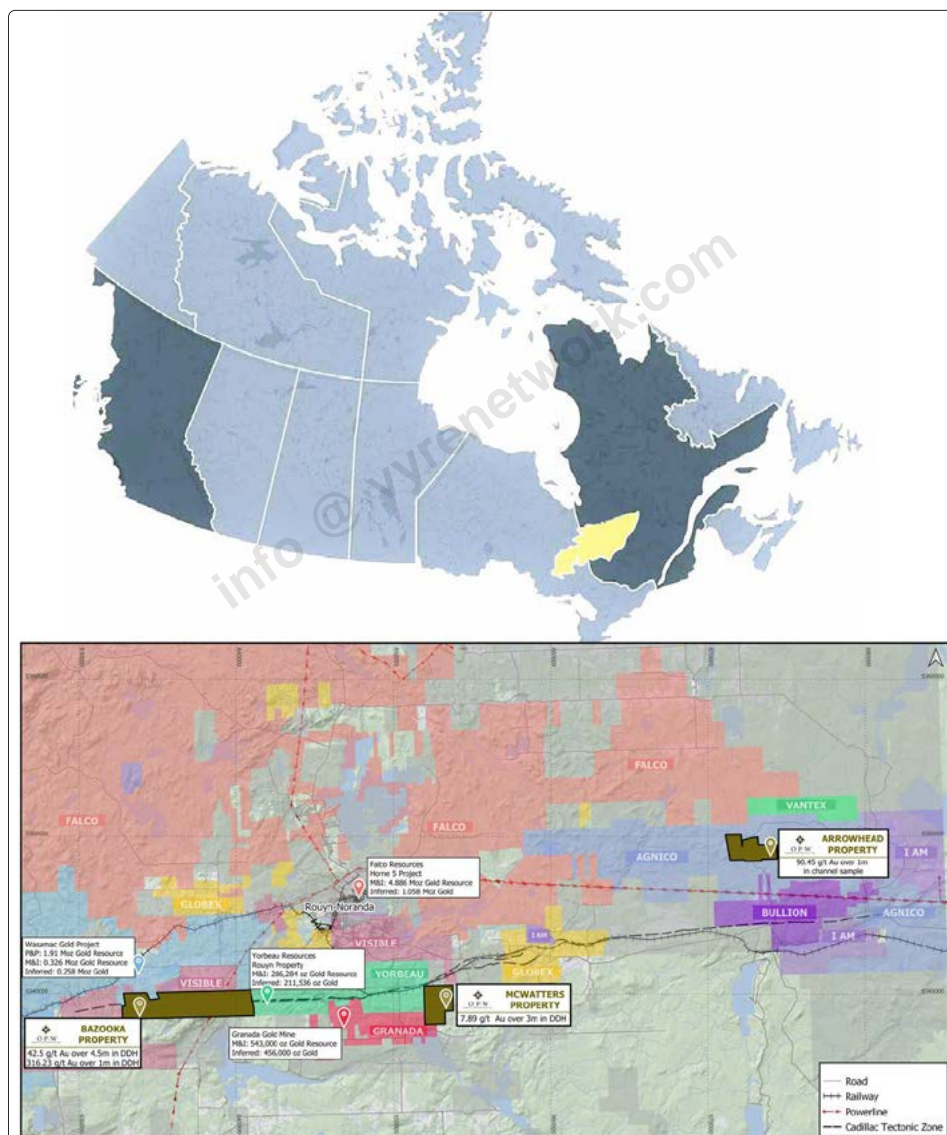 info @ vyrenetwork.com
FALCO
VANTEX
FALCO
FALCO
AGNICO
O.P.W.
ARROWHEAD
PROPERTY
90.45 g/t Au over 1m
in channel sample
I AM
Falco Resources
Horne 5 Project
M&I: 4.886 Moz Gold Resource
Inferred: 1.058 Moz Gold
GLOBEX
Rouyn-Noranda
BULLION
AGNICO
I AM
I AM
VISIBLE
GLOBEX
Wasamac Gold Project
P&P: 1.91 Moz Gold Resource
M&I: 0.326 Moz Gold Resource
Inferred: 0.258 Moz Gold
Yorbeau Resources
Rouyn Property
M&I: 286,284 oz Gold Resource
Inferred: 211,536 oz Gold
VISIBLE
YORBEAU
O.P.W.
MCWATTERS
PROPERTY
7.89 g/t Au over 3m in DDH
O.P.W.
BAZOOKA
PROPERTY
42.5 g/t Au over 4.5m in DDH
316.23 g/t Au over 1m in DDH
Granada Gold Mine
M&I: 543,000 oz Gold Resource
Inferred: 456,000 oz Gold
GRANADA
Road
Railway
Powerline
Cadillac Tectonic Zone